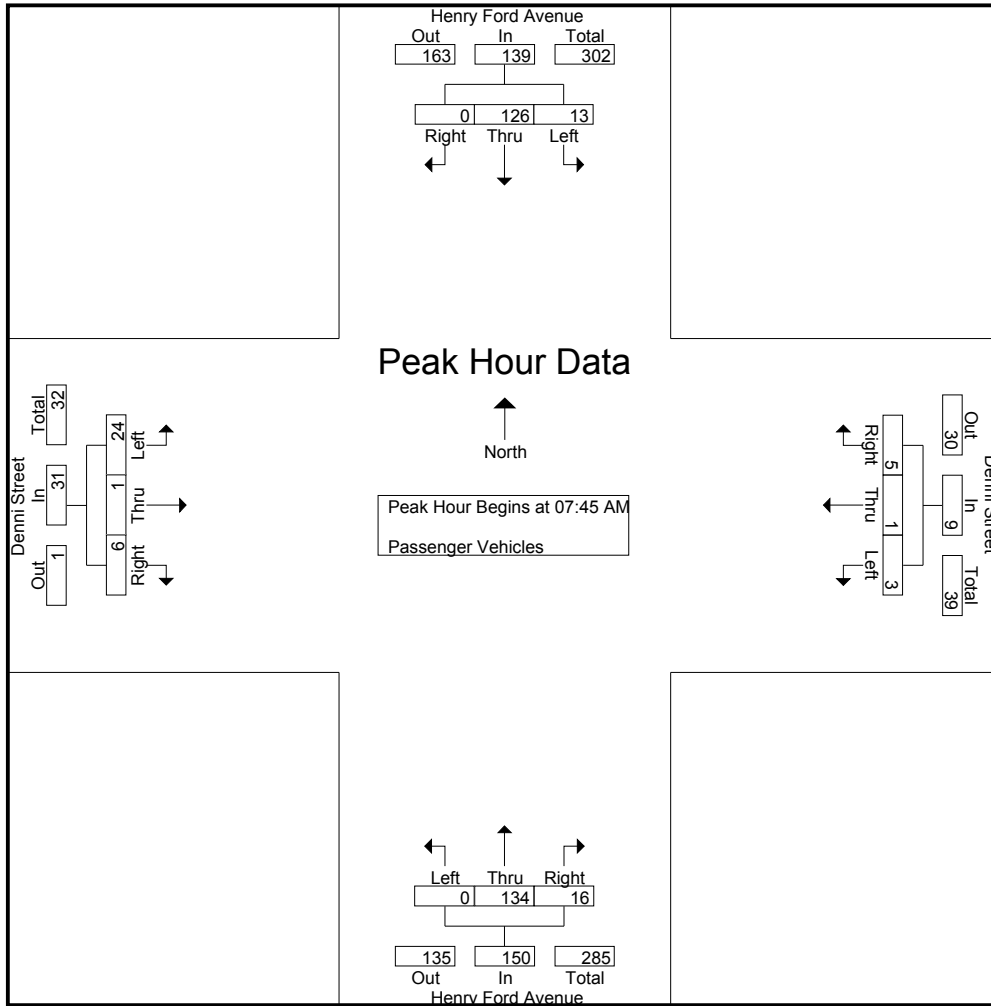 Henry Ford Avenue
Out In Total
163 139 302
0 126 13
Right Thru Left
Peak Hour Data
North
Peak Hour Begins at 07:45 AM
Passenger Vehicles
Denni Street
Total In Out
32 31 1
24 1 6
Left Thru Right
Right Thru Left
5 1 3
30 9 39
Out In Total
Denni Street
Left Thru Right
0 134 16
135 150 285
Out In Total
Henry Ford Avenue